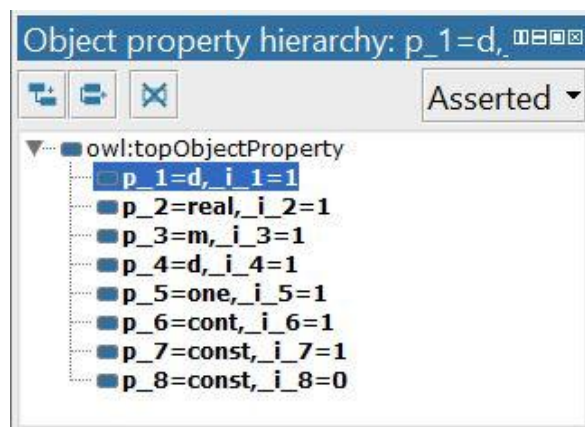 Object property hierarchy: p_1=d,_
Asserted
owl:topObjectProperty
p_1=d,_i_1=1
p_2=real,_i_2=1
p_3=m,_i_3=1
p_4=d,_i_4=1
p_5=one,_i_5=1
p_6=cont,_i_6=1
p_7=const,_i_7=1
p_8=const,_i_8=0